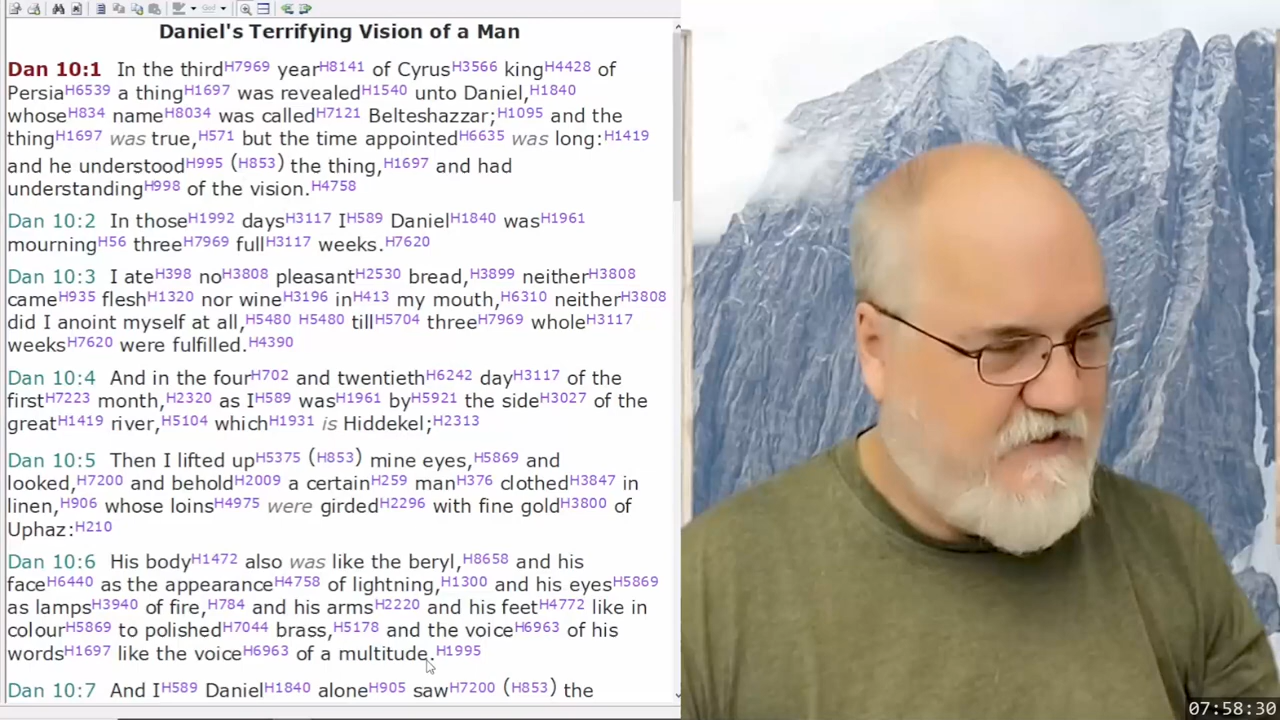 Daniel's Terrifying Vision of a Man
Dan 10:1 In the thirdH7969 yearH8141 of CyrusH3566 kingH4428 of
PersiaH6539 a thingH1697 was revealedH1540 unto Daniel,H1840
whoseH834 nameH8034 was calledH7121 Belteshazzar;H1095 and the
thingH1697 was true,H571 but the time appointedH6635 was long:H1419
and he understoodH995 (H853) the thing,H1697 and had
understandingH998 of the vision.H4758
Dan 10:2 In thoseH1992 daysH3117 IH589 DanielH1840 wasH1961
mourningH56 threeH7969 fullH3117 weeks.H7620
Dan 10:3 I ateH398 noH3808 pleasantH2530 bread,H3899 neitherH3808
cameH935 fleshH1320 nor wineH3196 inH413 my mouth,H6310 neitherH3808
did I anoint myself at all,H5480 H5480 tillH5704 threeH7969 wholeH3117
weeksH7620 were fulfilled.H4390
Dan 10:4 And in the fourH702 and twentiethH6242 dayH3117 of the
firstH7223 month,H2320 as IH589 wasH1961 byH5921 the sideH3027 of the
greatH1419 river,H5104 whichH1931 is Hiddekel;H2313
Dan 10:5 Then I lifted upH5375 (H853) mine eyes,H5869 and
looked,H7200 and beholdH2009 a certainH259 manH376 clothedH3847 in
linen,H906 whose loinsH4975 were girdedH2296 with fine goldH3800 of
Uphaz:H210
Dan 10:6 His bodyH1472 also was like the beryl,H8658 and his
faceH6440 as the appearanceH4758 of lightning,H1300 and his eyesH5869
as lampsH3940 of fire,H784 and his armsH2220 and his feetH4772 like in
colourH5869 to polishedH7044 brass,H5178 and the voiceH6963 of his
wordsH1697 like the voiceH6963 of a multitude.H1995
Dan 10:7 And IH589 DanielH1840 aloneH905 sawH7200 (H853) the
07:58:30